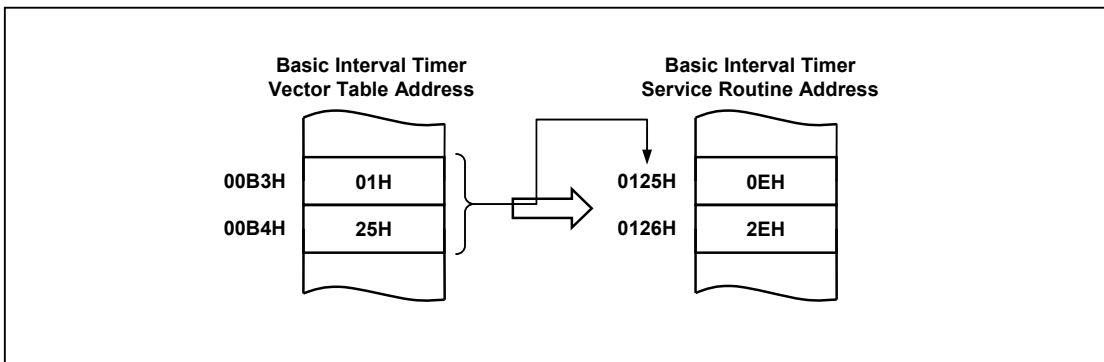 Basic Interval Timer
Vector Table Address
00B3H 01H
00B4H 25H
Basic Interval Timer
Service Routine Address
0125H 0EH
0126H 2EH